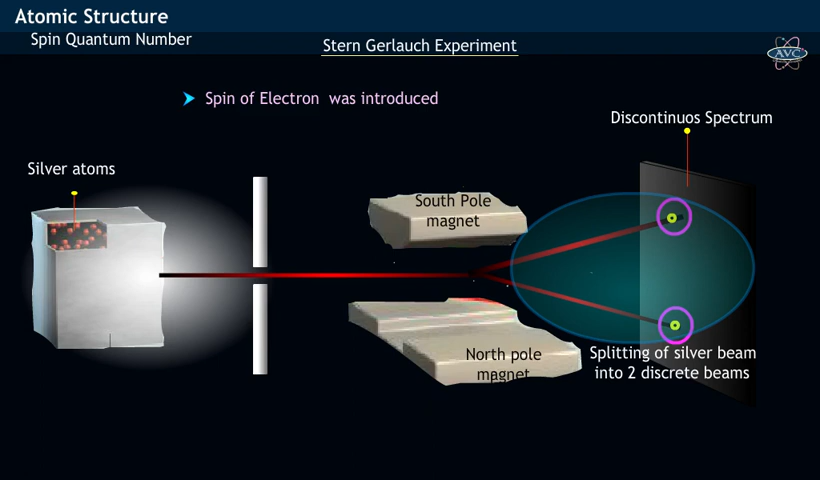 Atomic Structure
Spin Quantum Number
Stern Gerlauch Experiment
AVC
Spin of Electron was introduced
Discontinuos Spectrum
Silver atoms
South Pole
magnet
North pole
magnet
Splitting of silver beam
into 2 discrete beams